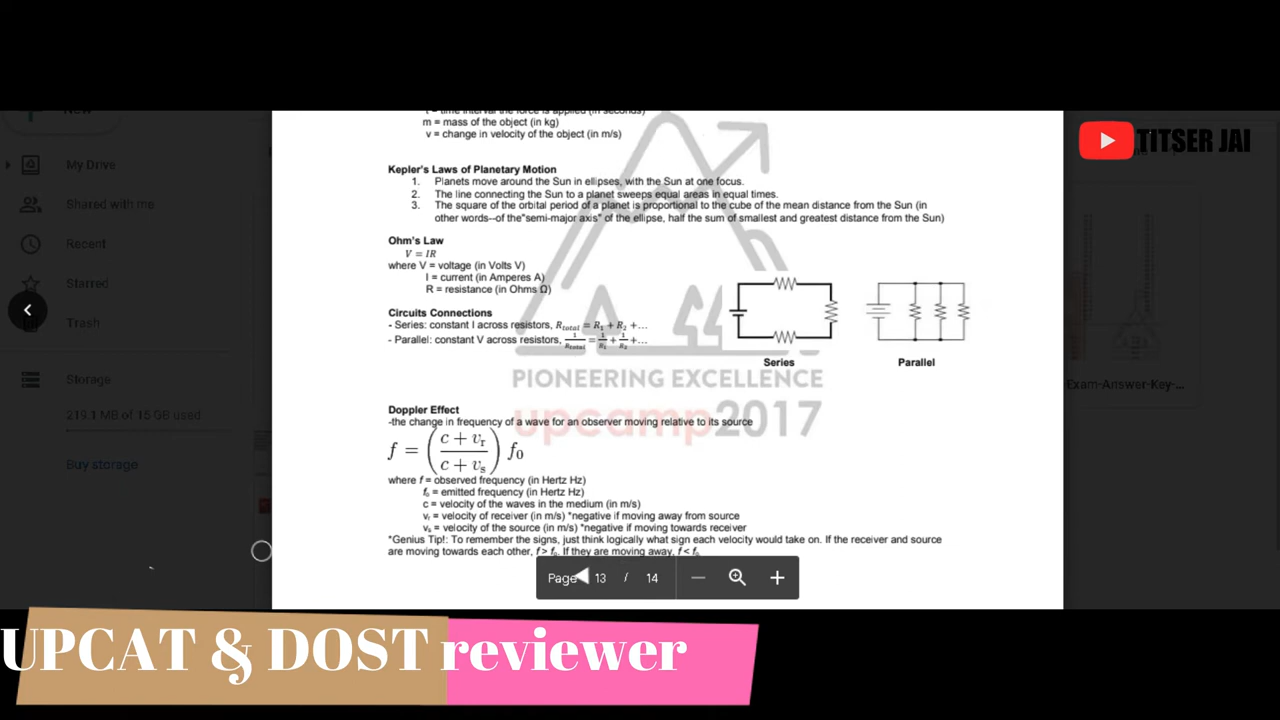 New
My Drive
Shared with me
Recent
Starred
Trash
Storage
219.1 MB of 15 GB used
Buy storage
t = time interval the force is applied (in seconds)
m = mass of the object (in kg)
v = change in velocity of the object (in m/s)
Kepler's Laws of Planetary Motion
1. Planets move around the Sun in ellipses, with the Sun at one focus.
2. The line connecting the Sun to a planet sweeps equal areas in equal times.
3. The square of the orbital period of a planet is proportional to the cube of the mean distance from the Sun (in
other words--of the"semi-major axis" of the ellipse, half the sum of smallest and greatest distance from the Sun)
Ohm's Law
V = IR
where V = voltage (in Volts V)
I = current (in Amperes A)
R = resistance (in Ohms Ω)
Circuits Connections
- Series: constant I across resistors, R_total = R₁ + R₂ +…
- Parallel: constant V across resistors, 1/R_total = 1/R₁ + 1/R₂ +…
Series
Parallel
PIONEERING EXCELLENCE
upcamp2017
Doppler Effect
-the change in frequency of a wave for an observer moving relative to its source
f = ((c + v_r)/(c + v_s)) f₀
where f = observed frequency (in Hertz Hz)
f₀ = emitted frequency (in Hertz Hz)
c = velocity of the waves in the medium (in m/s)
vᵣ = velocity of receiver (in m/s) *negative if moving away from source
vₛ = velocity of the source (in m/s) *negative if moving towards receiver
*Genius Tip!: To remember the signs, just think logically what sign each velocity would take on. If the receiver and source
are moving towards each other, f > f₀. If they are moving away, f < f₀
Page 13 / 14
TITSER JAI
Exam-Answer-Key-...
UPCAT & DOST reviewer